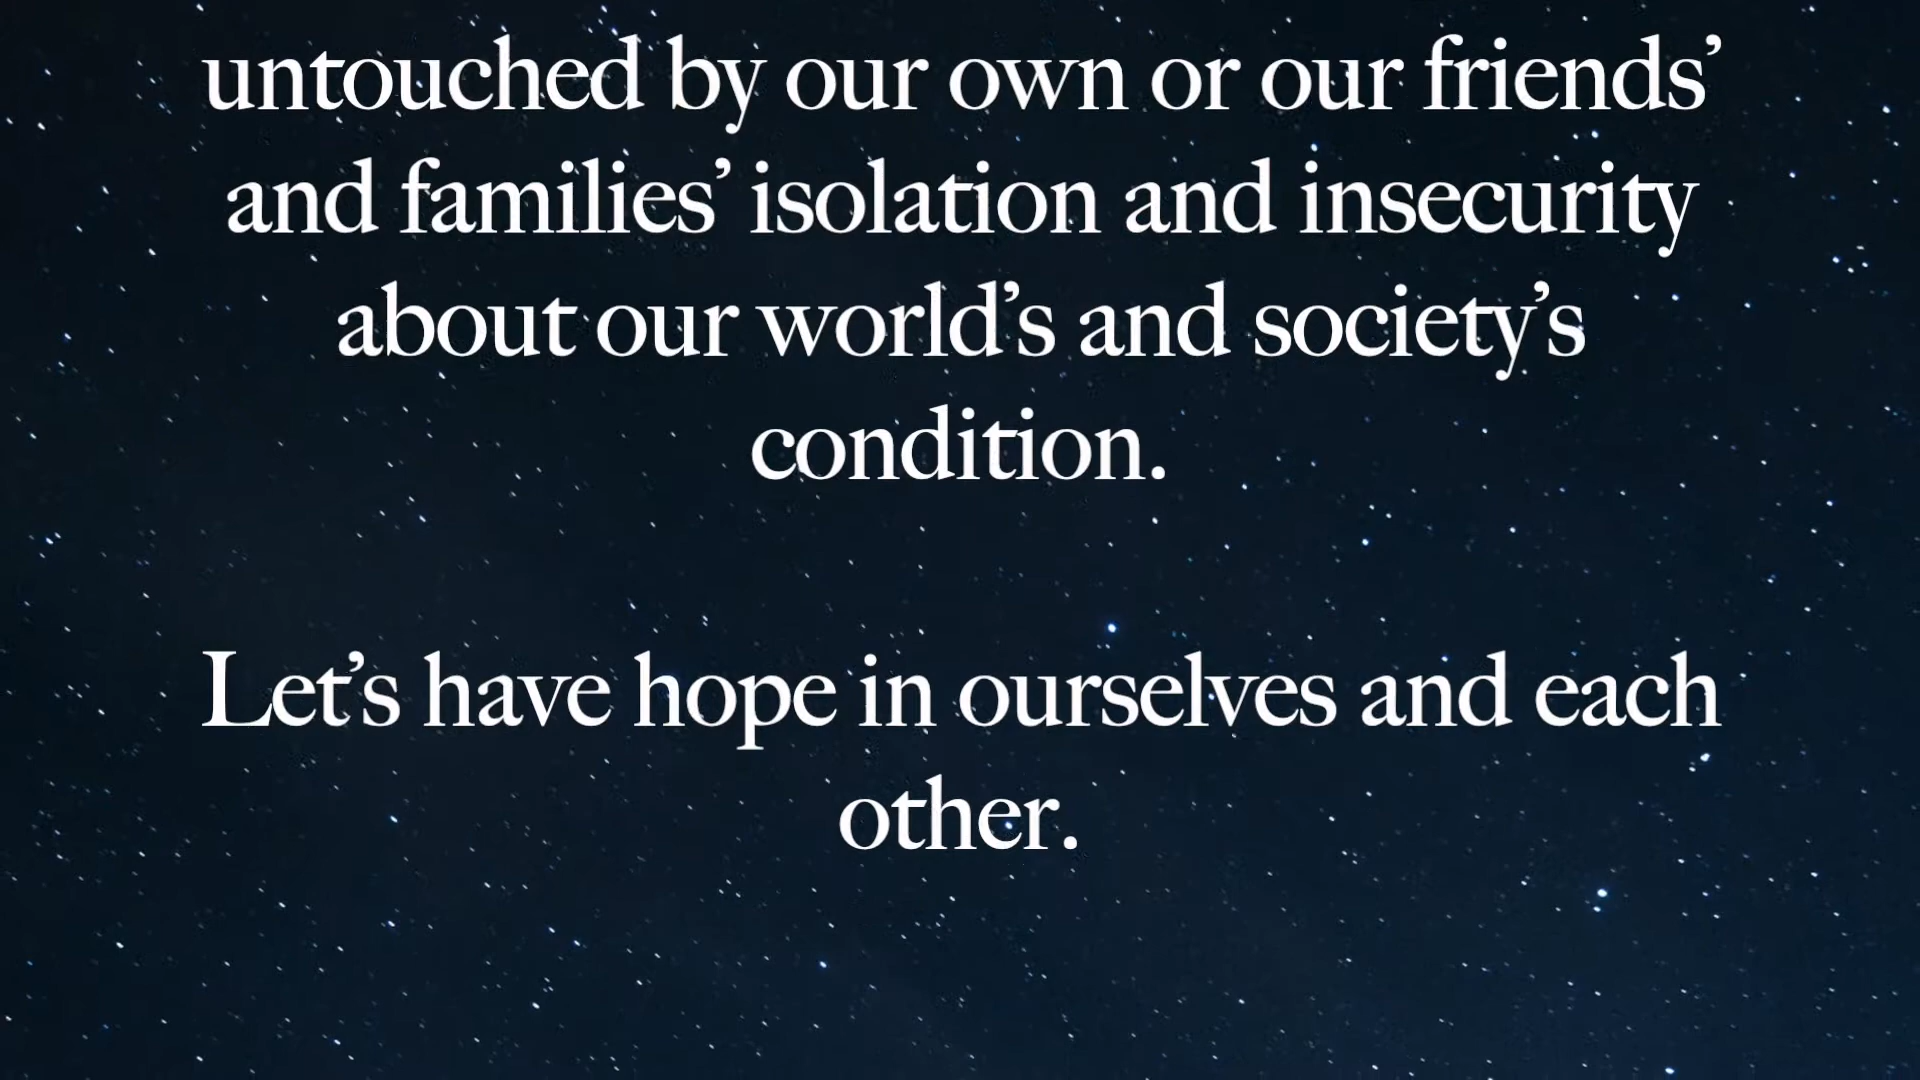 untouched by our own or our friends’
and families’ isolation and insecurity
about our world’s and society’s
condition.
Let’s have hope in ourselves and each
other.